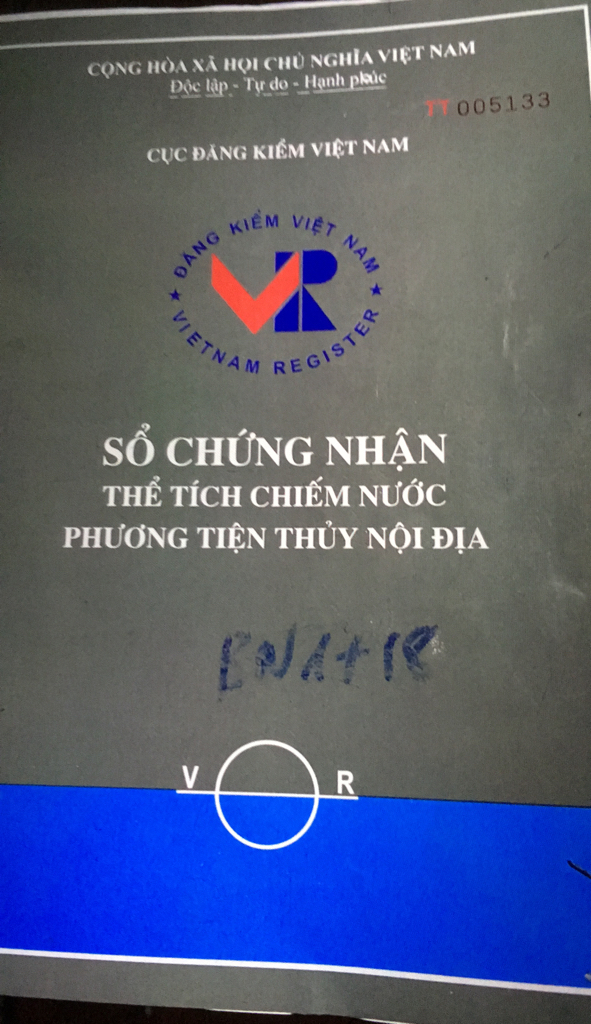 CỘNG HÒA XÃ HỘI CHỦ NGHĨA VIỆT NAM
Độc lập - Tự do - Hạnh phúc
TT 005133
CỤC ĐĂNG KIỂM VIỆT NAM
ĐĂNG KIỂM VIỆT NAM
VR
★ VIETNAM REGISTER ★
SỔ CHỨNG NHẬN
THỂ TÍCH CHIẾM NƯỚC
PHƯƠNG TIỆN THỦY NỘI ĐỊA
V R